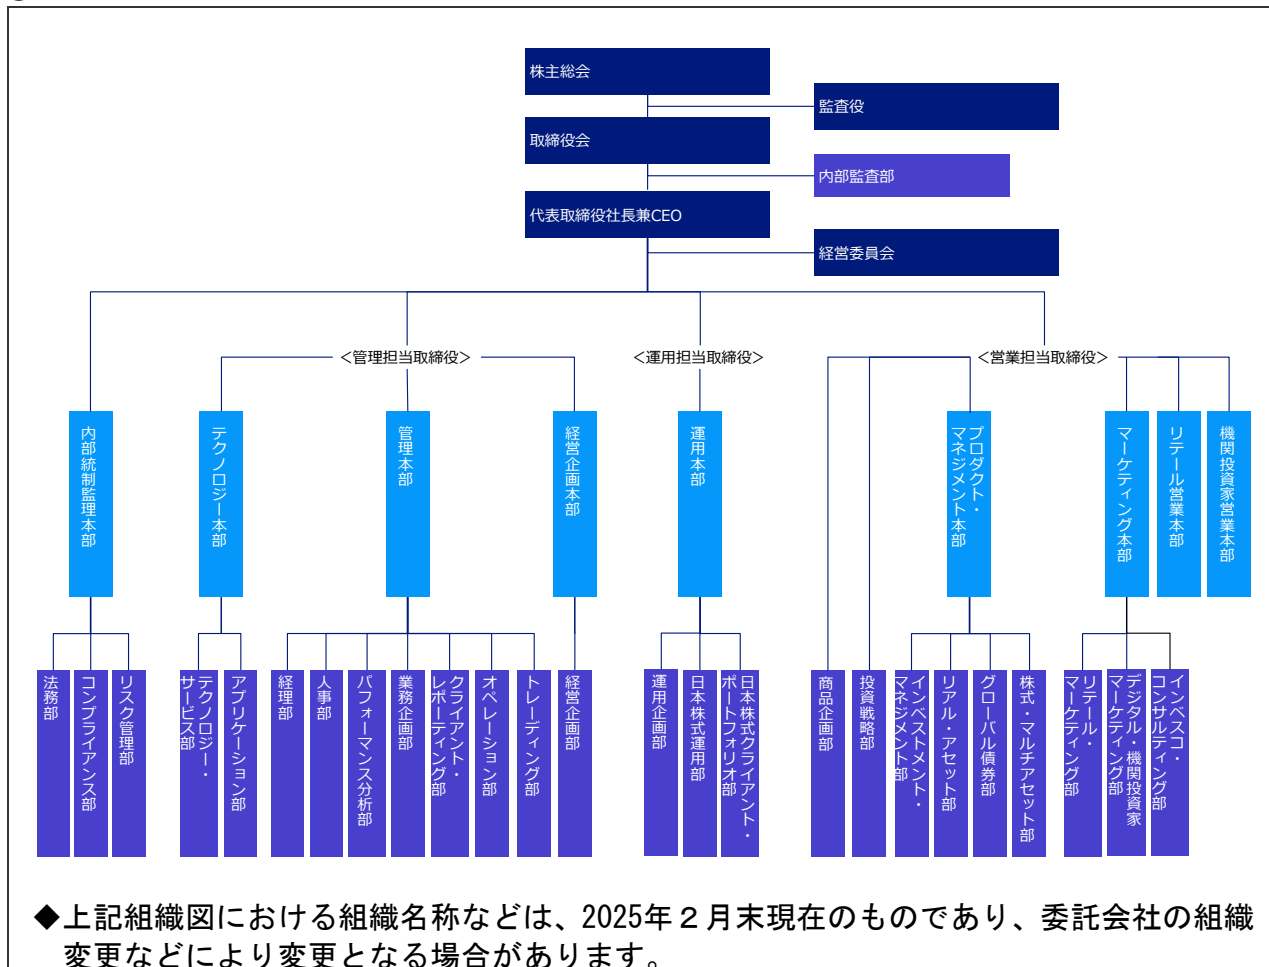 株主総会
監査役
取締役会
内部監査部
代表取締役社長兼CEO
経営委員会
＜管理担当取締役＞
＜運用担当取締役＞
＜営業担当取締役＞
内部統制監理本部
テクノロジー本部
管理本部
経営企画本部
運用本部
プロダクト・
マネジメント本部
マーケティング本部
リテール営業本部
機関投資家営業本部
法務部
コンプライアンス部
リスク管理部
テクノロジー・
サービス部
アプリケーション部
経理部
人事部
パフォーマンス分析部
業務企画部
クライアント・
レポーティング部
オペレーション部
トレーディング部
経営企画部
運用企画部
日本株式運用部
日本株式クライアント・
ポートフォリオ部
商品企画部
投資戦略部
インベストメント・
マネジメント部
リアル・アセット部
グローバル債券部
株式・マルチアセット部
リテール・
マーケティング部
デジタル・機関投資家
マーケティング部
インベスコ・
コンサルティング部
◆上記組織図における組織名称などは、2025年２月末現在のものであり、委託会社の組織
変更などにより変更となる場合があります。